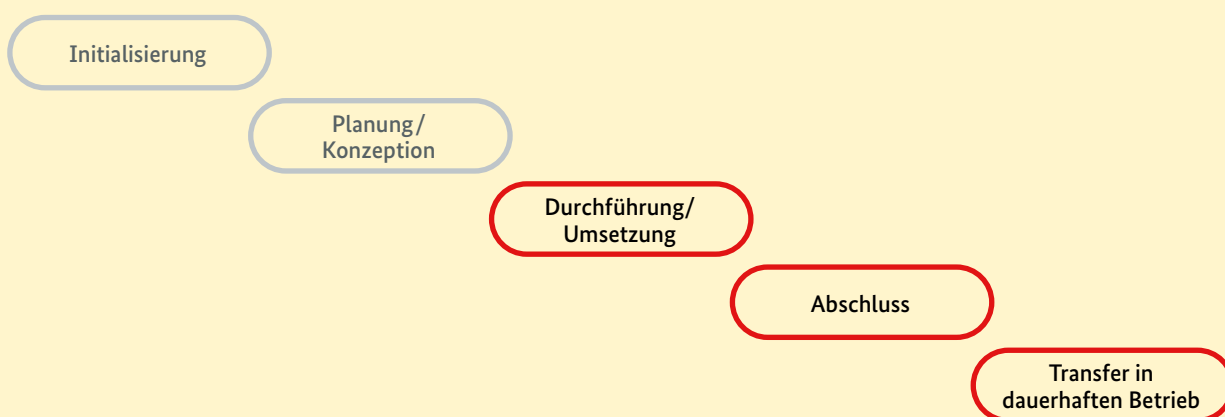 Initialisierung
Planung/
Konzeption
Durchführung/
Umsetzung
Abschluss
Transfer in
dauerhaften Betrieb